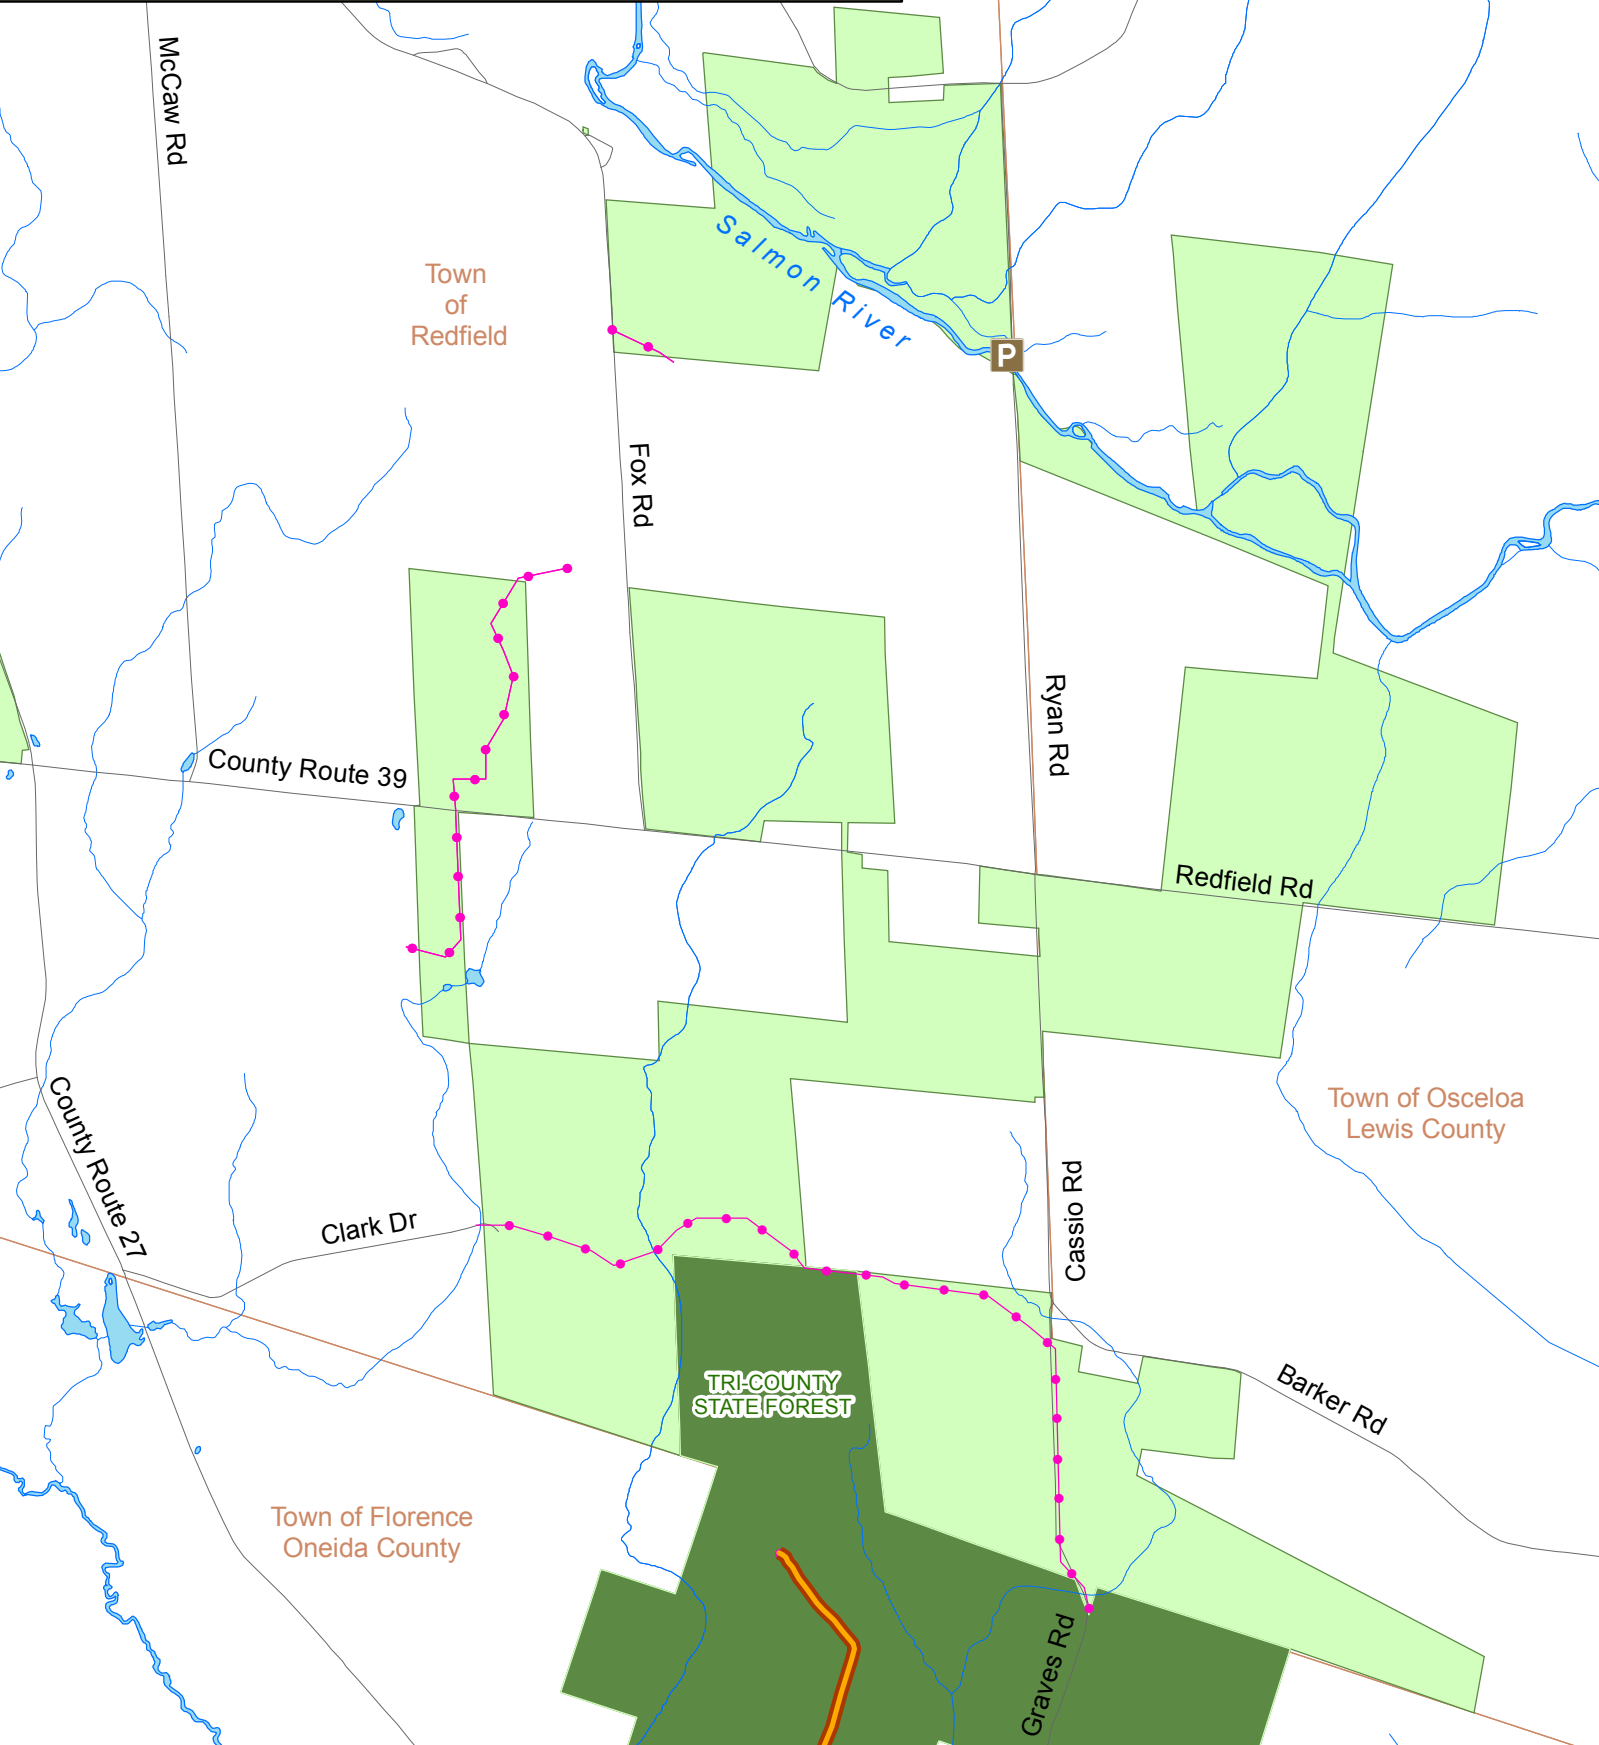 McCaw Rd
Salmon River
Town
of
Redfield
P
Fox Rd
Ryan Rd
County Route 39
Redfield Rd
County Route 27
Town of Osceloa
Lewis County
Clark Dr
Cassio Rd
TRI-COUNTY
STATE FOREST
Barker Rd
Town of Florence
Oneida County
Graves Rd